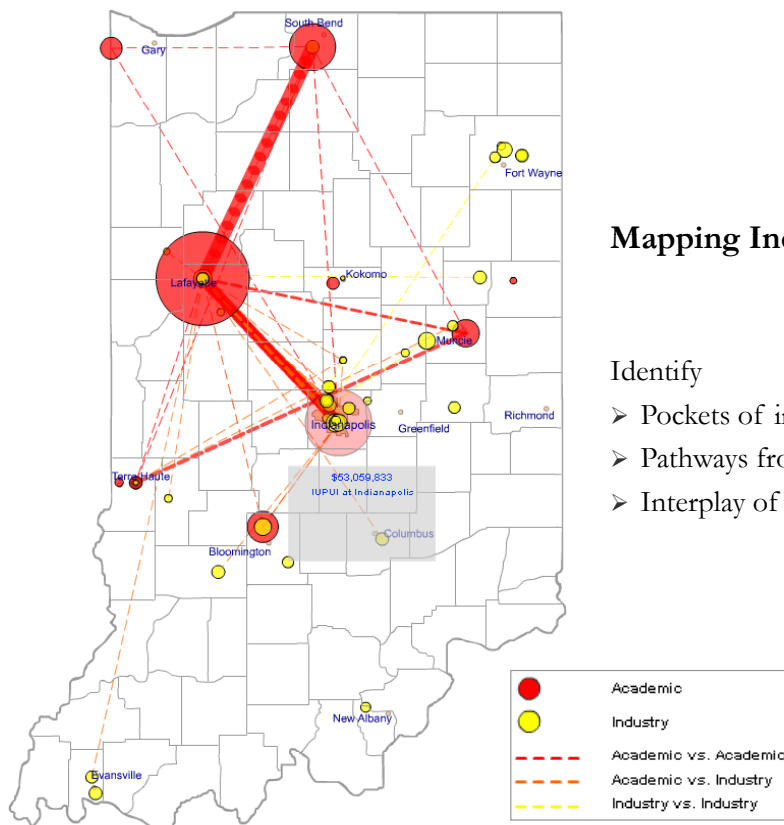 South Bend
Gary
Fort Wayne
Mapping
Lafayette
Kokomo
Muncie
Identify
Indianapolis
Greenfield
Richmond
➢ Pockets of
➢ Pathways
➢ Interplay of
Terre Haute
$53,059,833
IUPUI at Indianapolis
Columbus
Bloomington
New Albany
Evansville
Academic
Industry
Academic vs. Academic
Academic vs. Industry
Industry vs. Industry